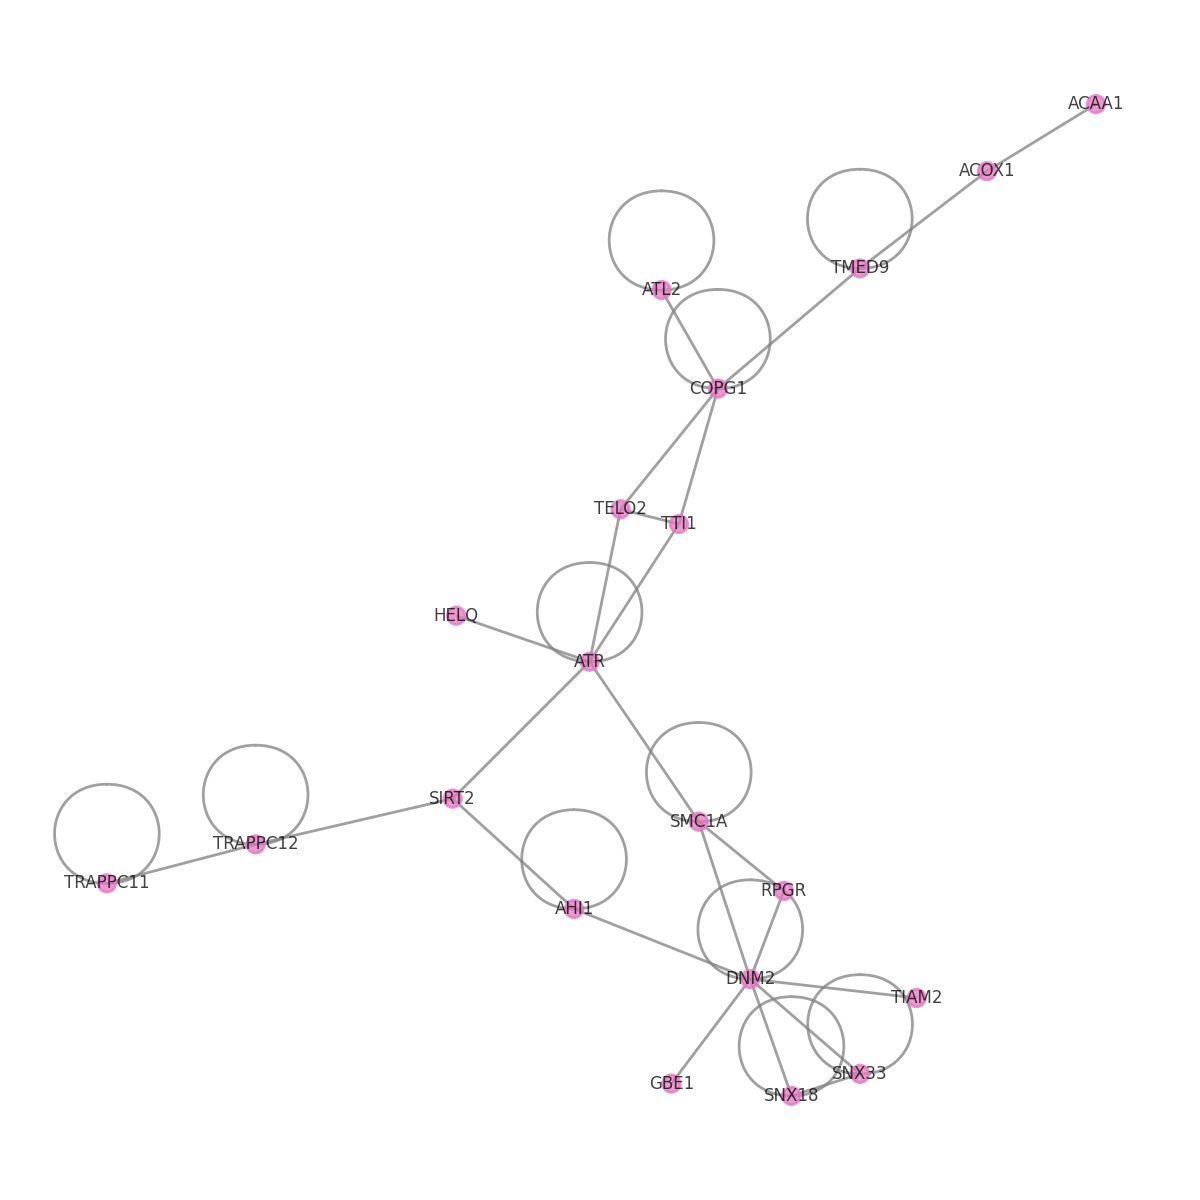 ACAA1
ACOX1
TMED9
ATL2
COPG1
TELO2
TTI1
HELQ
ATR
SIRT2
SMC1A
TRAPPC12
TRAPPC11
RPGR
AHI1
DNM2
TIAM2
SNX33
GBE1
SNX18